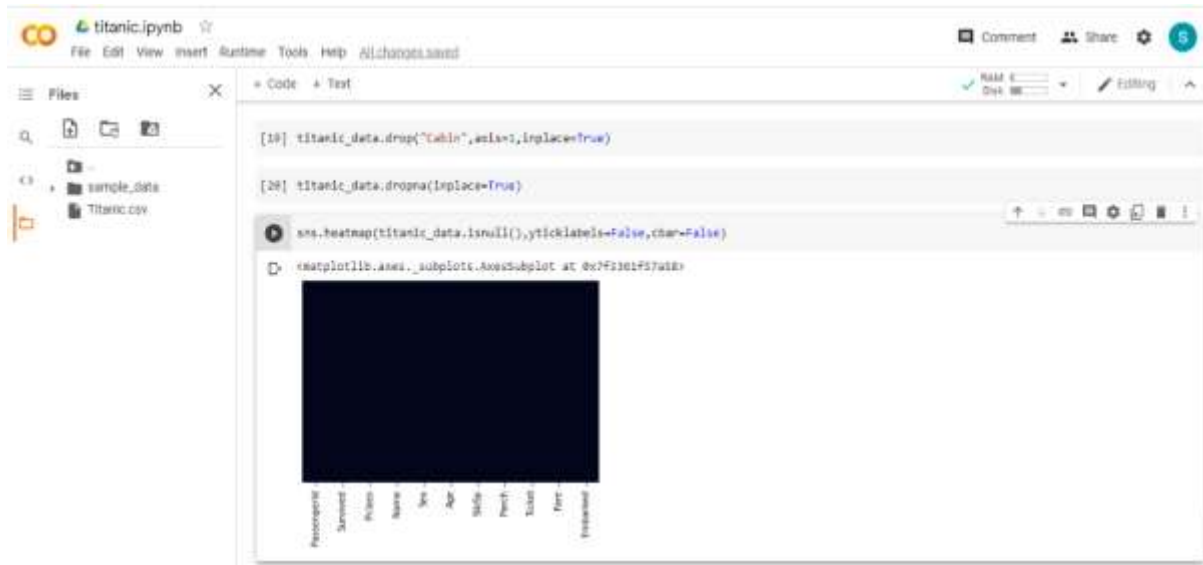 titanic.ipynb
File Edit View Insert Runtime Tools Help All changes saved
Comment Share S
Files
+ Code + Text
RAM
Disk
Editing
..
sample_data
Titanic.csv
titanic_data.drop("Cabin",axis=1,inplace=True)
[20] titanic_data.dropna(inplace=True)
sns.heatmap(titanic_data.isnull(),yticklabels=False,cbar=False)
<matplotlib.axes._subplots.AxesSubplot at
PassengerId
Survived
Pclass
Name
Sex
Age
SibSp
Parch
Ticket
Fare
Embarked